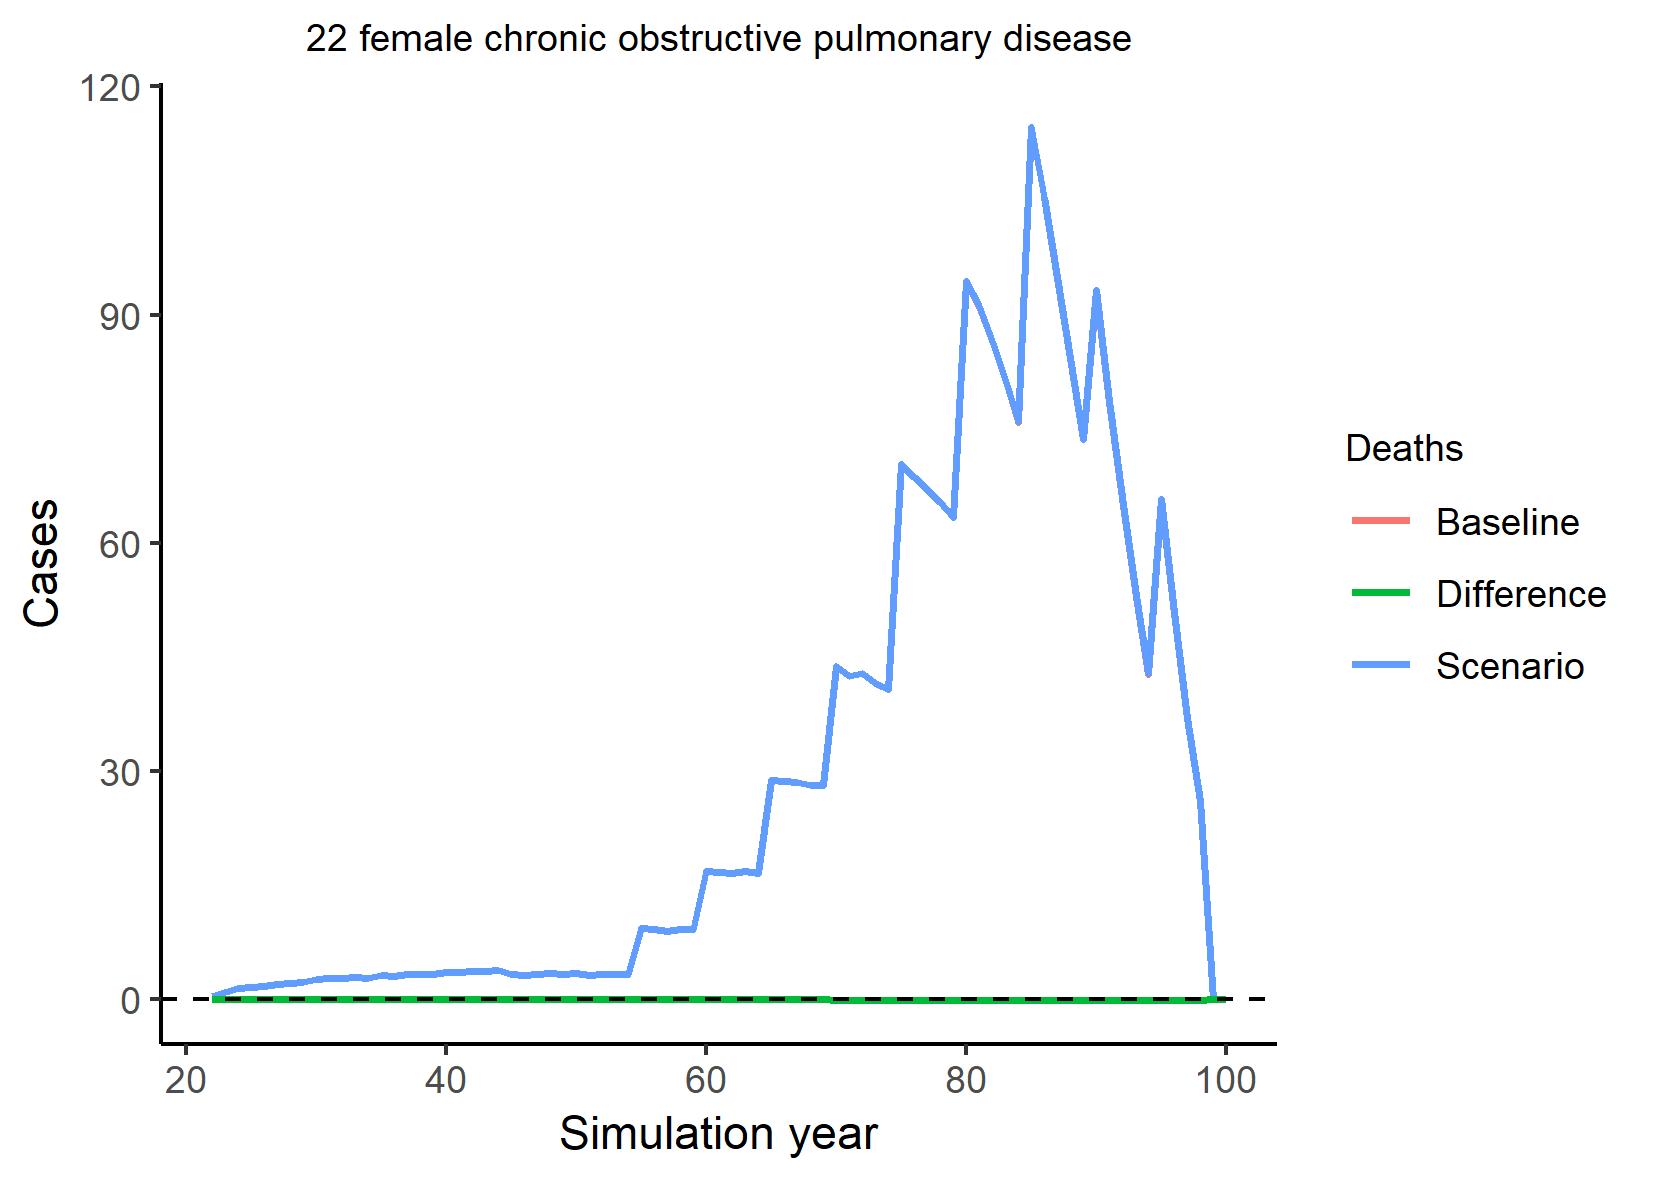 22 female chronic obstructive pulmonary disease
120
90
60
30
0
Cases
20 40 60 80 100
Simulation year
Deaths
Baseline
Difference
Scenario